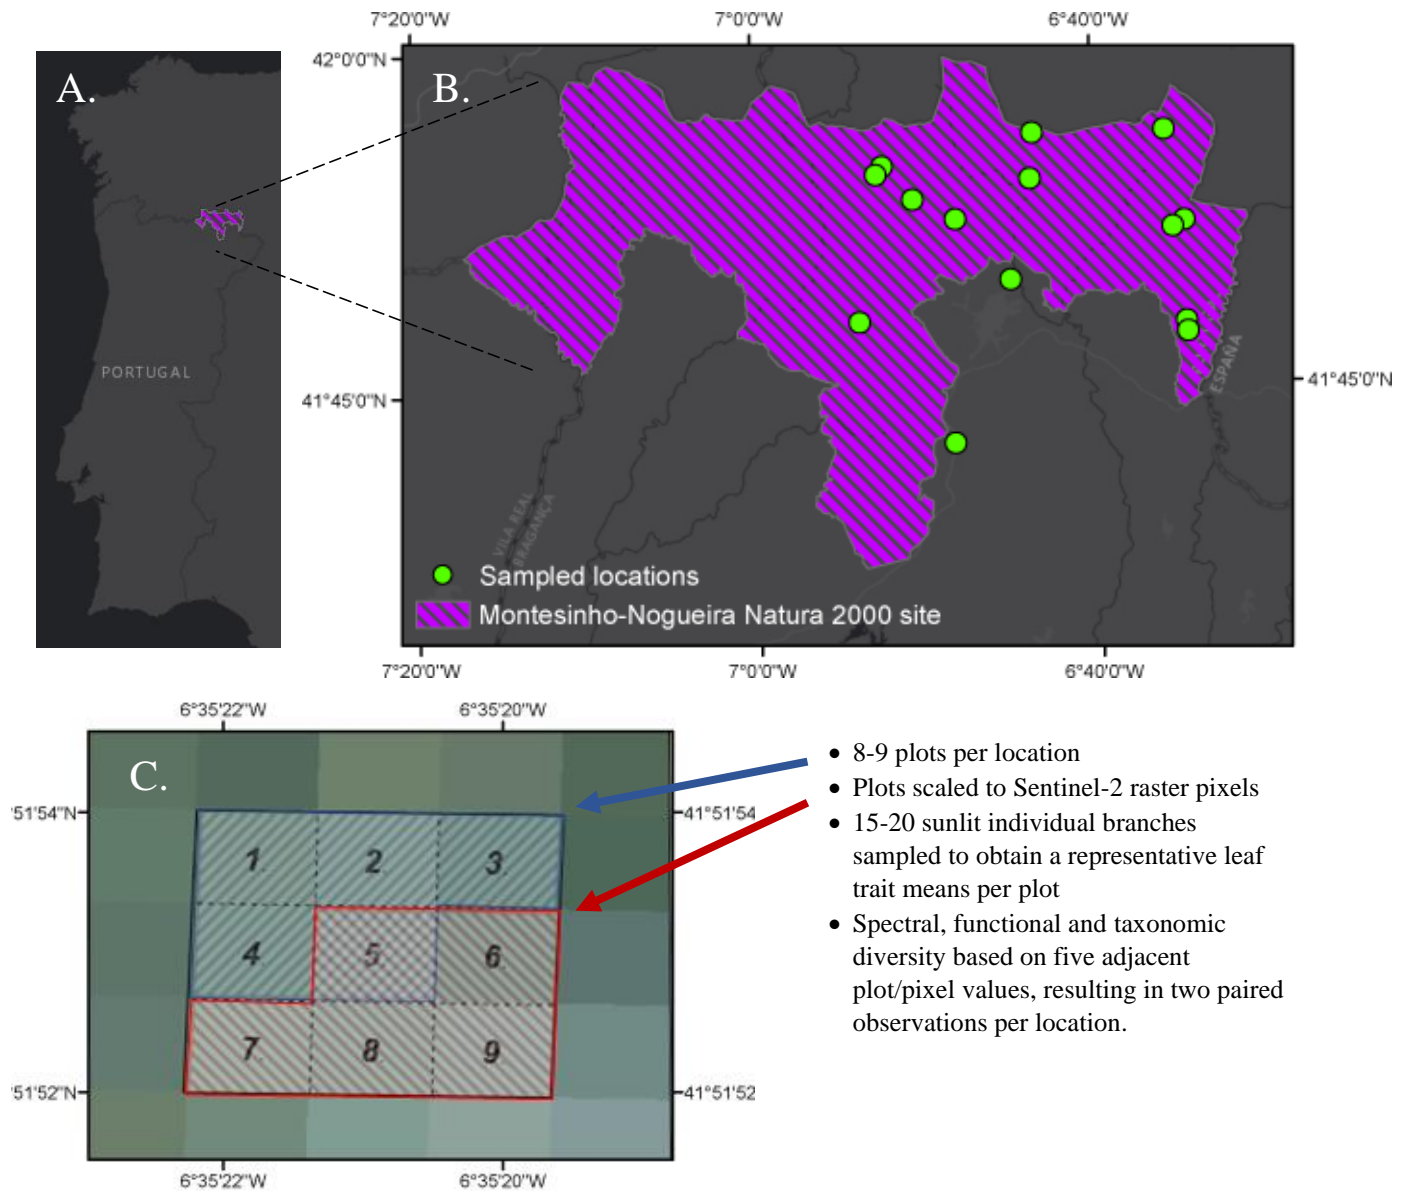 7°20'0"W 7°0'0"W 6°40'0"W
42°0'0"N
A.
B.
PORTUGAL
ESPAÑA
41°45'0"N
41°45'0"N
VILA REAL
BRAGANÇA
Sampled locations
Montesinho-Nogueira Natura 2000 site
7°20'0"W 7°0'0"W 6°40'0"W
6°35'22"W 6°35'20"W
C.
'51'54"N
41°51'54
1 2 3
4 5 6
7 8 9
'51'52"N
41°51'52
6°35'22"W 6°35'20"W
• 8-9 plots per location
• Plots scaled to Sentinel-2 raster pixels
• 15-20 sunlit individual branches
sampled to obtain a representative leaf
trait means per plot
• Spectral, functional and taxonomic
diversity based on five adjacent
plot/pixel values, resulting in two paired
observations per location.